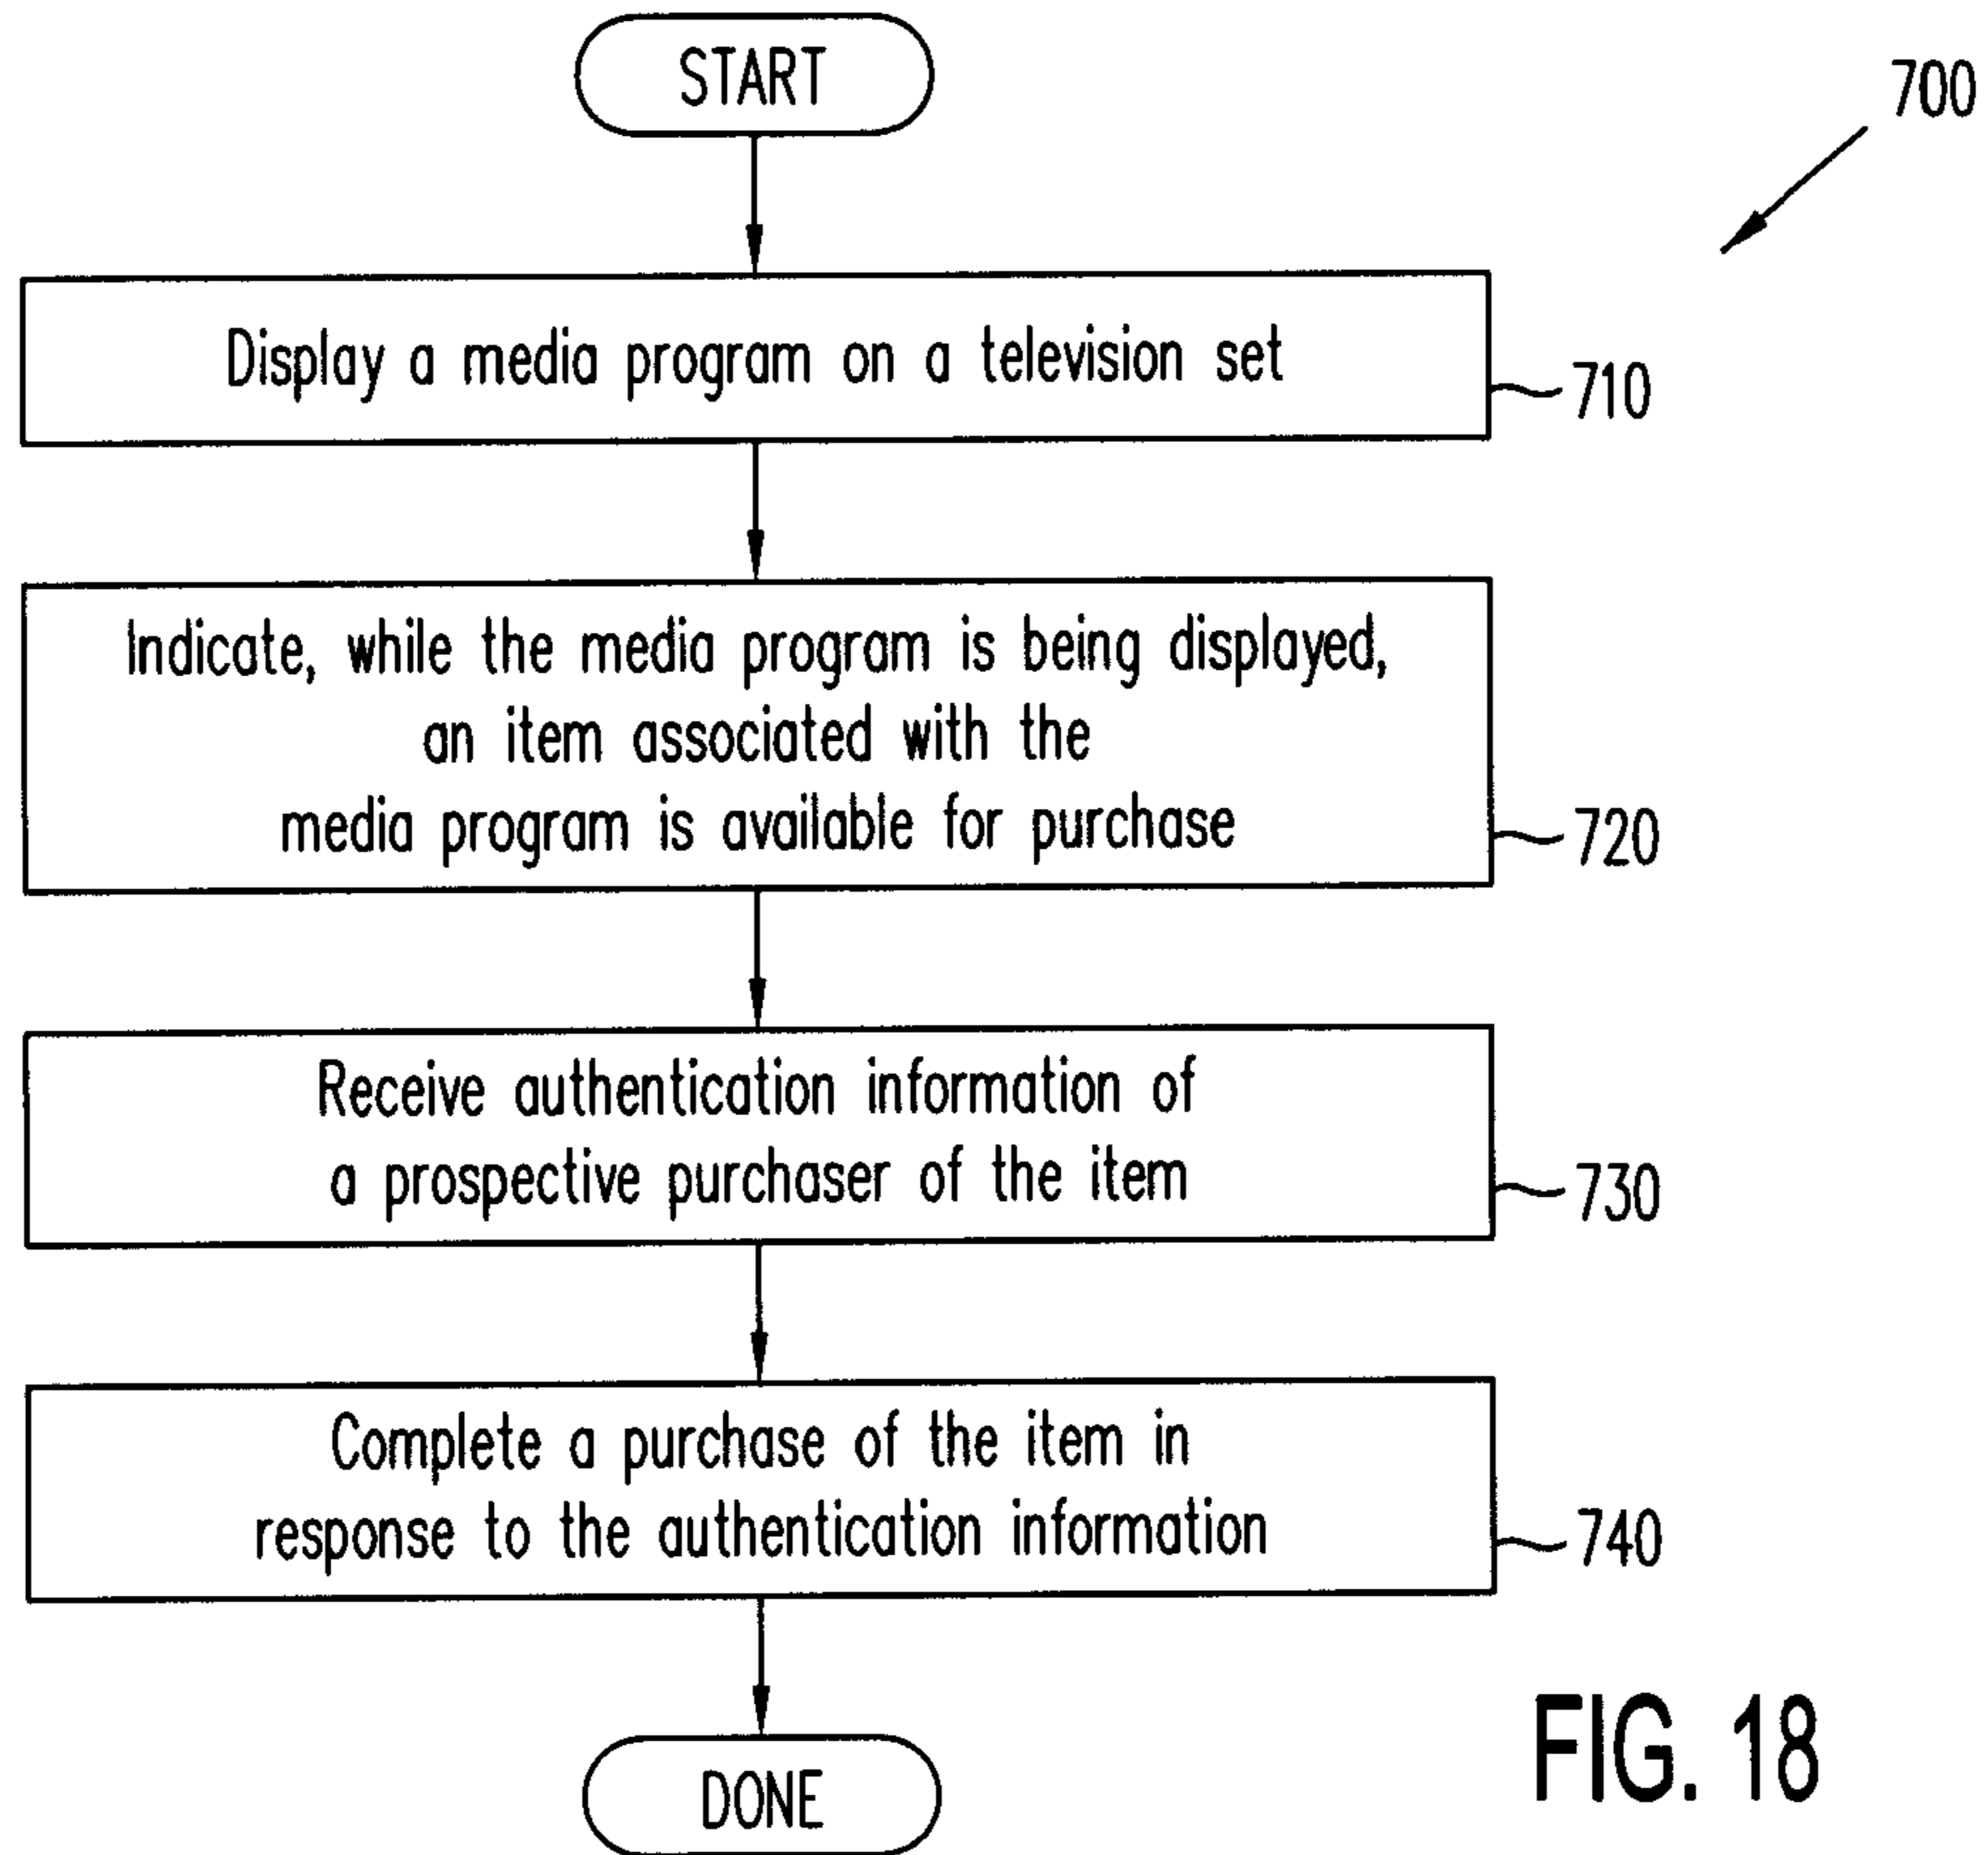 START
700
Display a media program on a television set
710
Indicate, while the media program is being displayed,
an item associated with the
media program is available for purchase
720
Receive authentication information of
a prospective purchaser of the item
730
Complete a purchase of the item in
response to the authentication information
740
DONE
FIG. 18